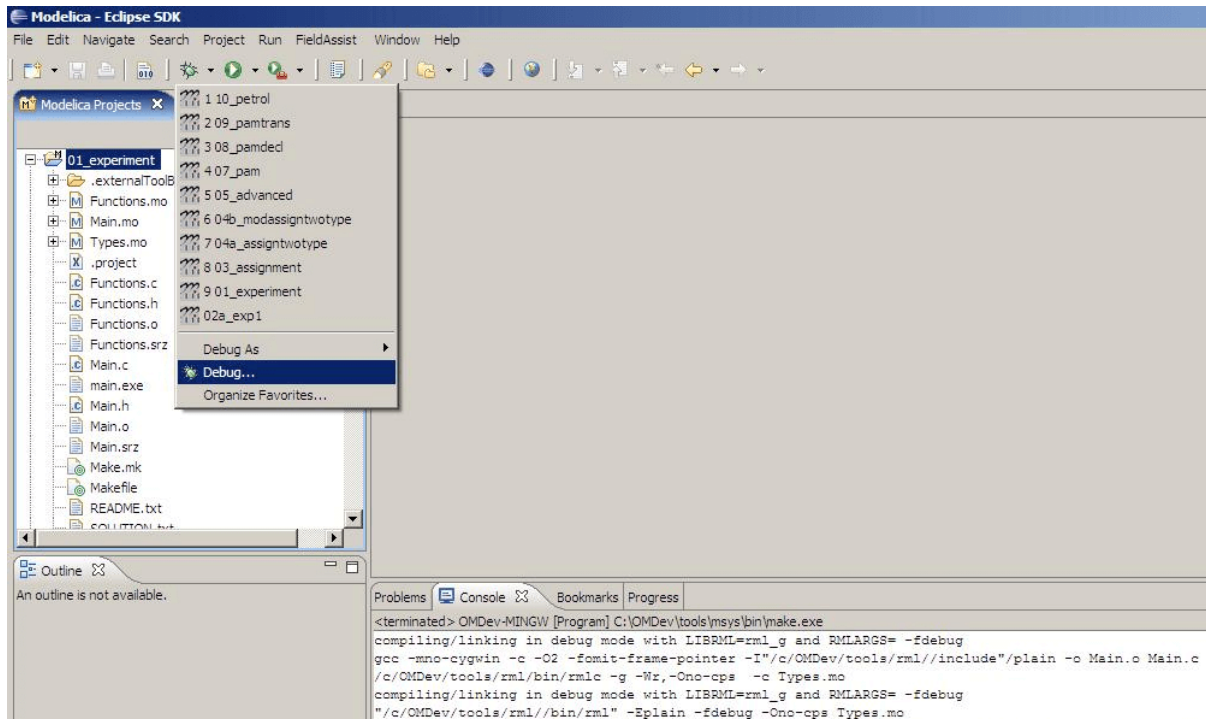 Modelica - Eclipse SDK
File Edit Navigate Search Project Run FieldAssist Window Help
Modelica Projects
1 10_petrol
2 09_pamtrans
3 08_pamdecl
4 07_pam
5 05_advanced
6 04b_modassigntwotype
7 04a_assigntwotype
8 03_assignment
9 01_experiment
02a_exp1
Debug As
Debug...
Organize Favorites...
01_experiment
.externalToolB
Functions.mo
Main.mo
Types.mo
.project
Functions.c
Functions.h
Functions.o
Functions.srz
Main.c
main.exe
Main.h
Main.o
Main.srz
Make.mk
Makefile
README.txt
SOLUTION.txt
Outline
An outline is not available.
Problems Console Bookmarks Progress
<terminated> OMDev-MINGW [Program] C:\OMDev\tools\msys\bin\make.exe
compiling/linking in debug mode with LIBRML=rml_g and RMLARGS= -fdebug
gcc -mno-cygwin -c -O2 -fomit-frame-pointer -I"/c/OMDev/tools/rml//include"/plain -o Main.o Main.c
/c/OMDev/tools/rml/bin/rmlc -g -Wr,-Ono-cps -c Types.mo
compiling/linking in debug mode with LIBRML=rml_g and RMLARGS= -fdebug
"/c/OMDev/tools/rml//bin/rml" -Eplain -fdebug -Ono-cps Types.mo